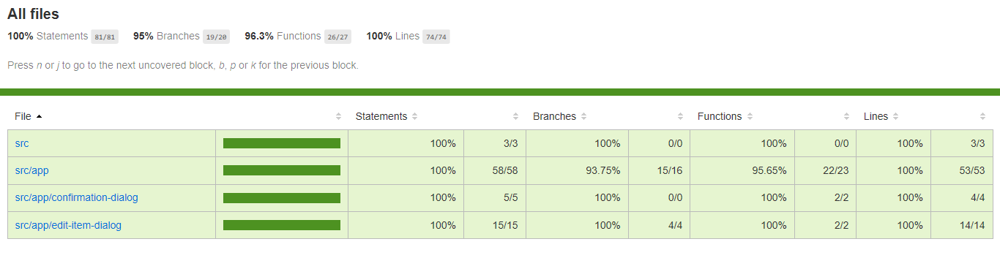 All files
100% Statements 81/81 95% Branches 19/20 96.3% Functions 26/27 100% Lines 74/74
Press n or j to go to the next uncovered block, b, p or k for the previous block.
File Statements Branches Functions Lines
src 100% 3/3 100% 0/0 100% 0/0 100% 3/3
src/app 100% 58/58 93.75% 15/16 95.65% 22/23 100% 53/53
src/app/confirmation-dialog 100% 5/5 100% 0/0 100% 2/2 100% 4/4
src/app/edit-item-dialog 100% 15/15 100% 4/4 100% 2/2 100% 14/14